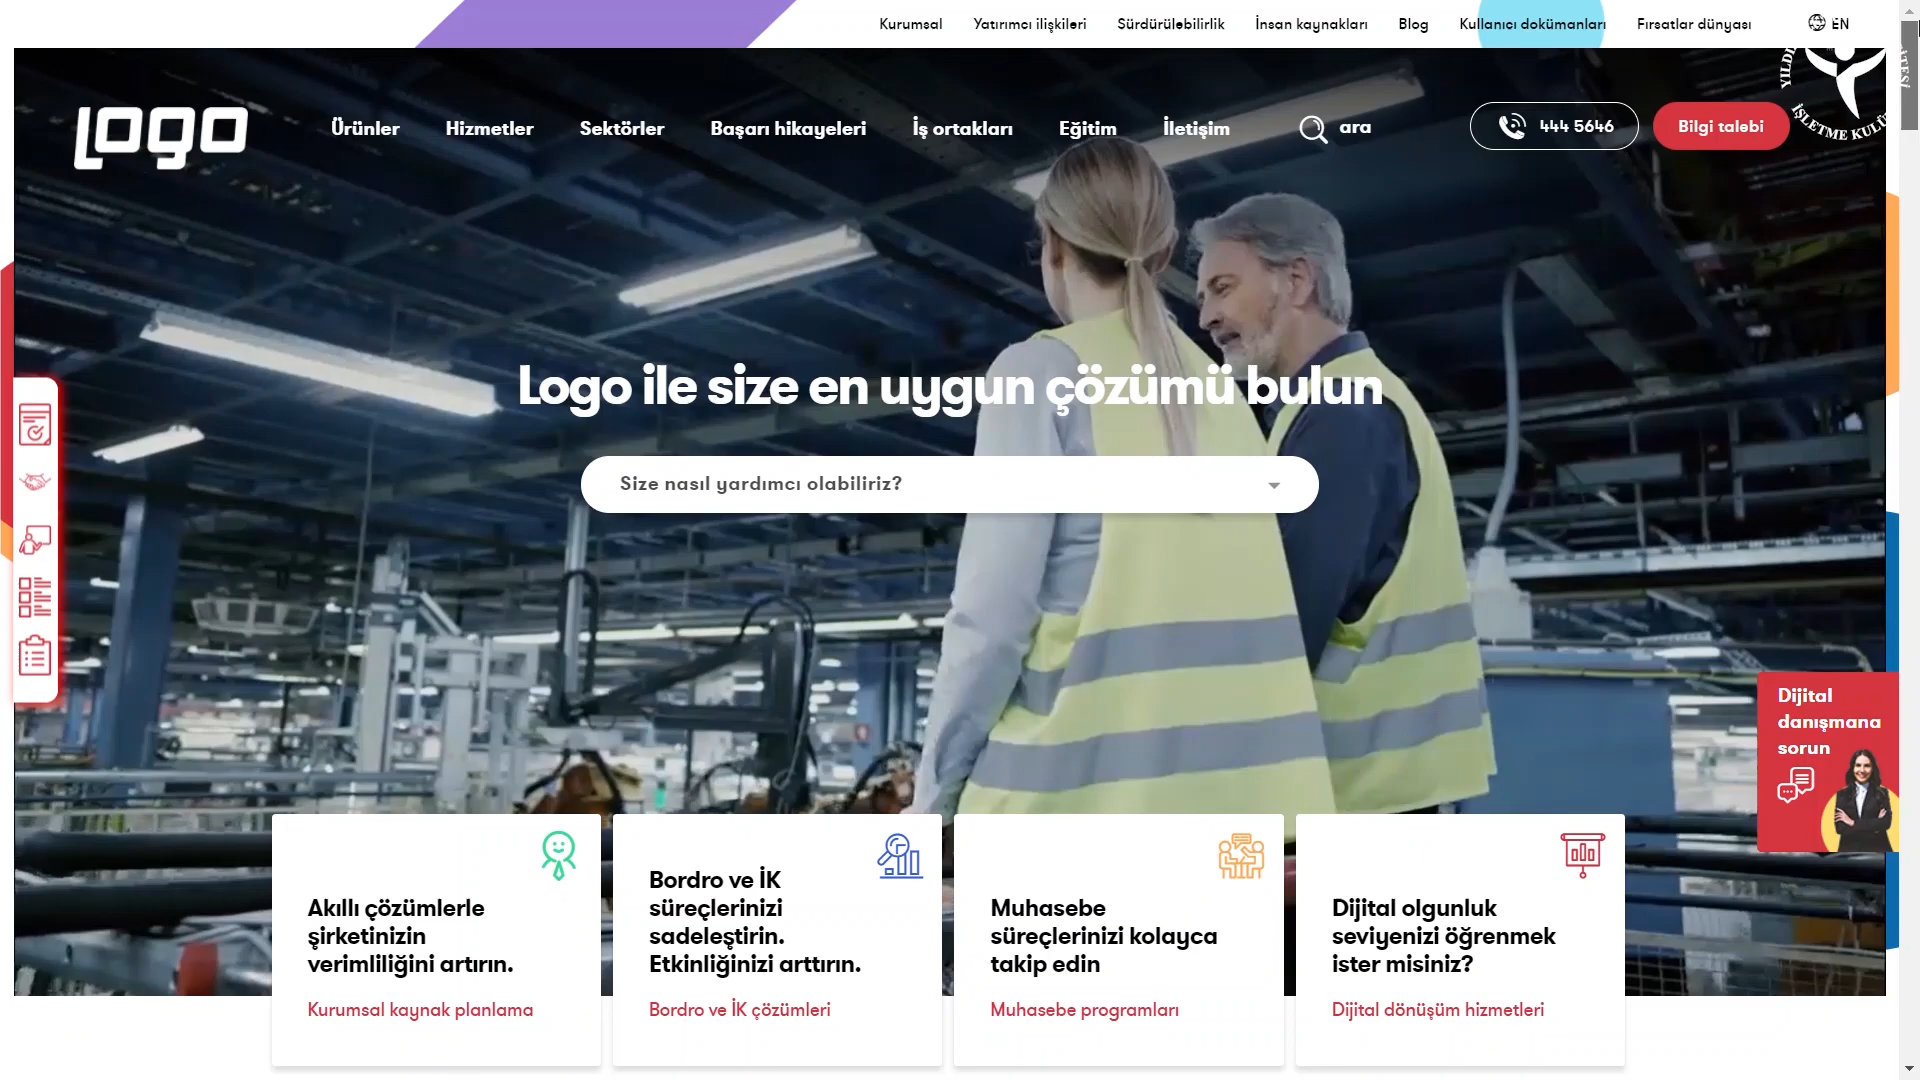 Kurumsal Yatırımcı ilişkileri Sürdürülebilirlik İnsan kaynakları Blog Kullanıcı dokümanları Fırsatlar dünyası EN
LOGO Ürünler Hizmetler Sektörler Başarı hikayeleri İş ortakları Eğitim İletişim ara 444 5646 Bilgi talebi
İŞLETME KULÜ
Logo ile size en uygun çözümü bulun
Size nasıl yardımcı olabiliriz?
Dijital
danışmana
sorun
Akıllı çözümlerle
şirketinizin
verimliliğini artırın.
Kurumsal kaynak planlama
Bordro ve İK
süreçlerinizi
sadeleştirin.
Etkinliğinizi arttırın.
Bordro ve İK çözümleri
Muhasebe
süreçlerinizi kolayca
takip edin
Muhasebe programları
Dijital olgunluk
seviyenizi öğrenmek
ister misiniz?
Dijital dönüşüm hizmetleri